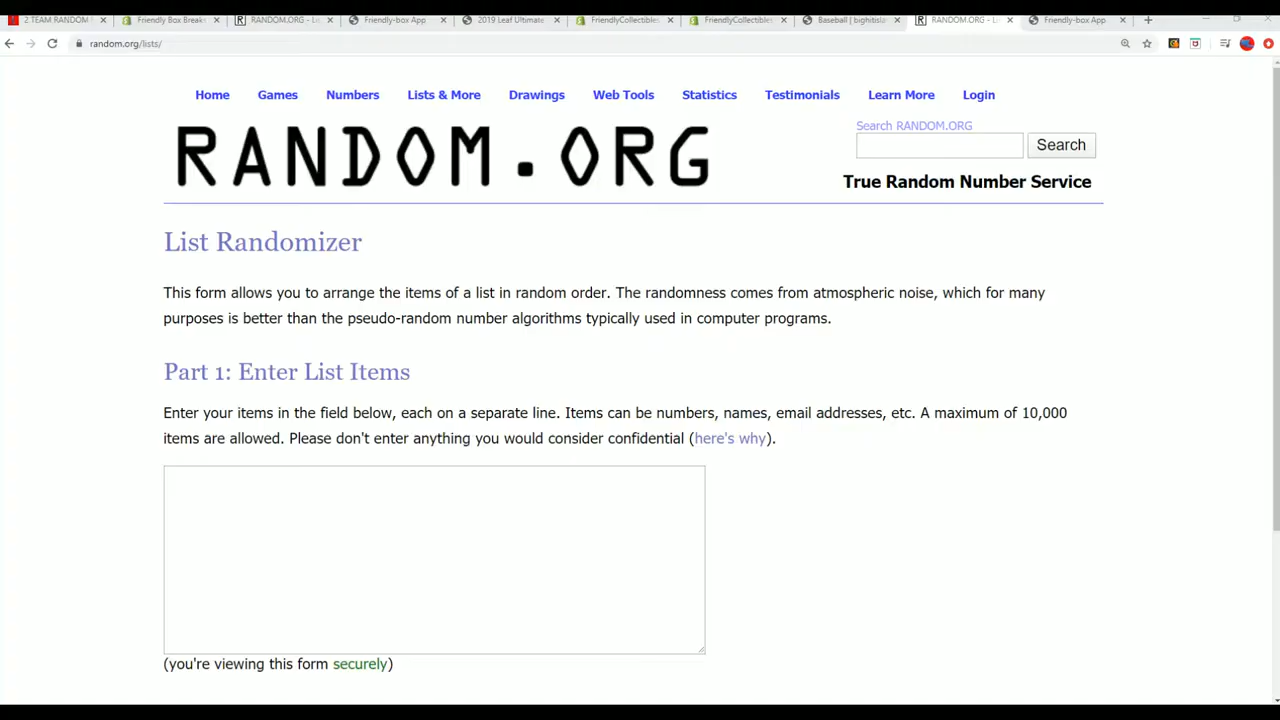 2 TEAM RANDOM
Friendly Box Break
RANDOM.ORG - Li
Friendly-box App
2019 Leaf Ultimate
FriendlyCollectibles
FriendlyCollectibles
Baseball | bighitisla
RANDOM.ORG - Li
Friendly-box App
random.org/lists/
Home Games Numbers Lists & More Drawings Web Tools Statistics Testimonials Learn More Login
RANDOM.ORG
Search RANDOM.ORG
Search
True Random Number Service
List Randomizer
This form allows you to arrange the items of a list in random order. The randomness comes from atmospheric noise, which for many
purposes is better than the pseudo-random number algorithms typically used in computer programs.
Part 1: Enter List Items
Enter your items in the field below, each on a separate line. Items can be numbers, names, email addresses, etc. A maximum of 10,000
items are allowed. Please don't enter anything you would consider confidential (here's why).
(you're viewing this form securely)